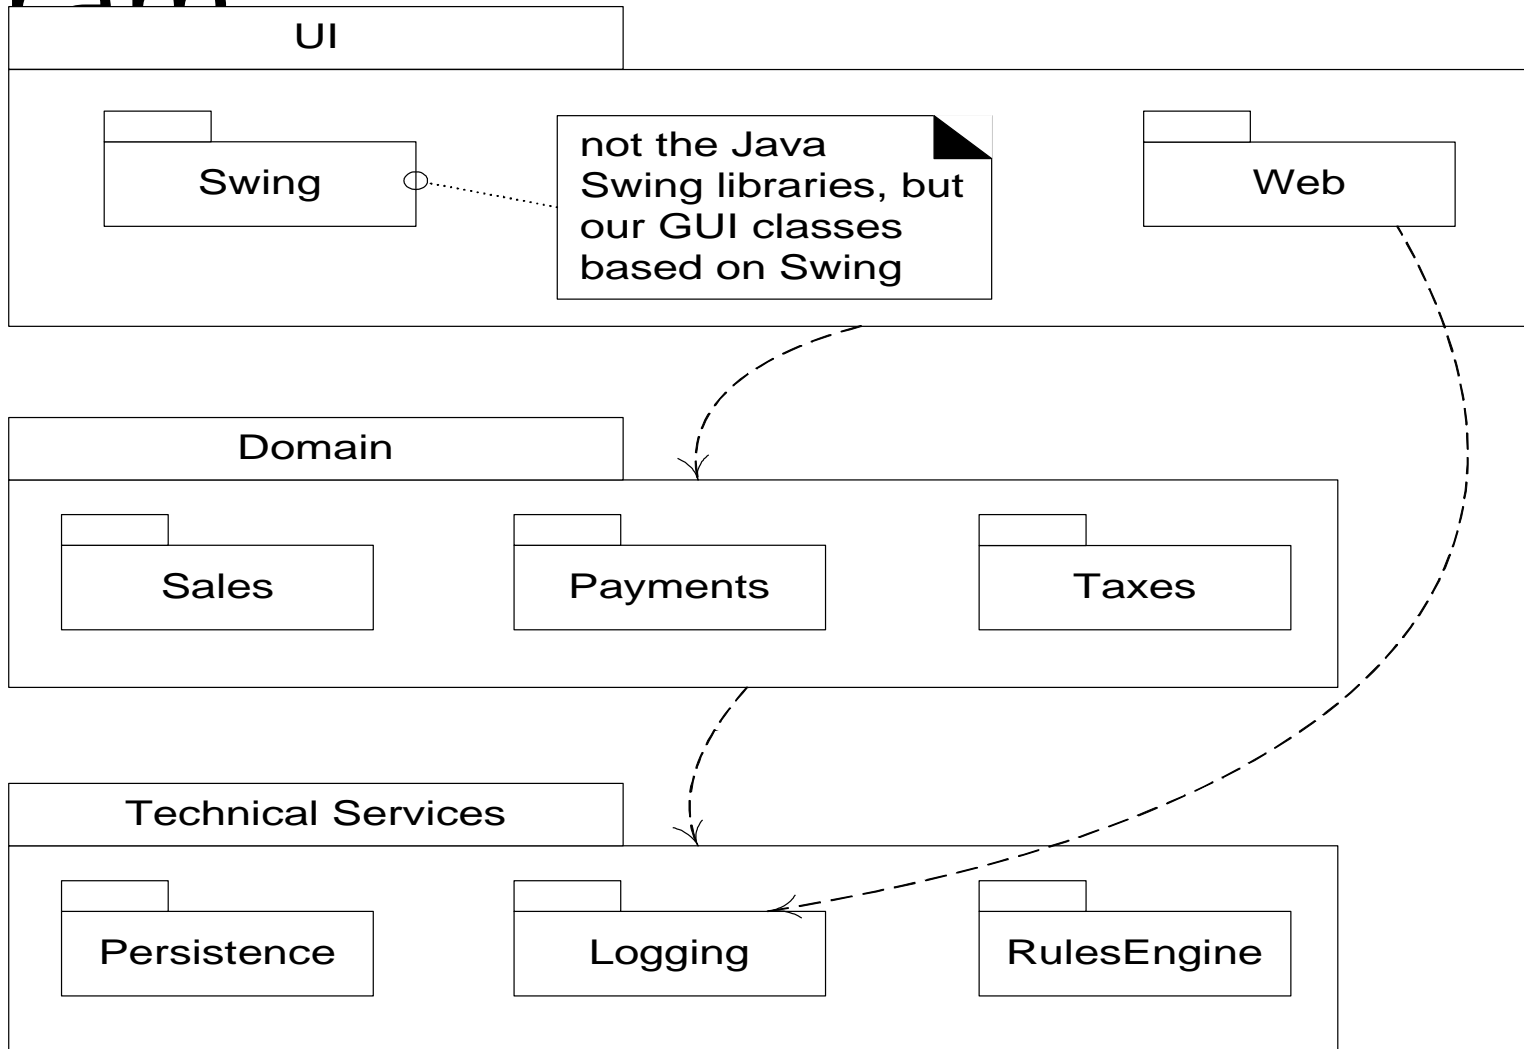 UI
Swing
not the Java
Swing libraries, but
our GUI classes
based on Swing
Web
Domain
Sales
Payments
Taxes
Technical Services
Persistence
Logging
RulesEngine